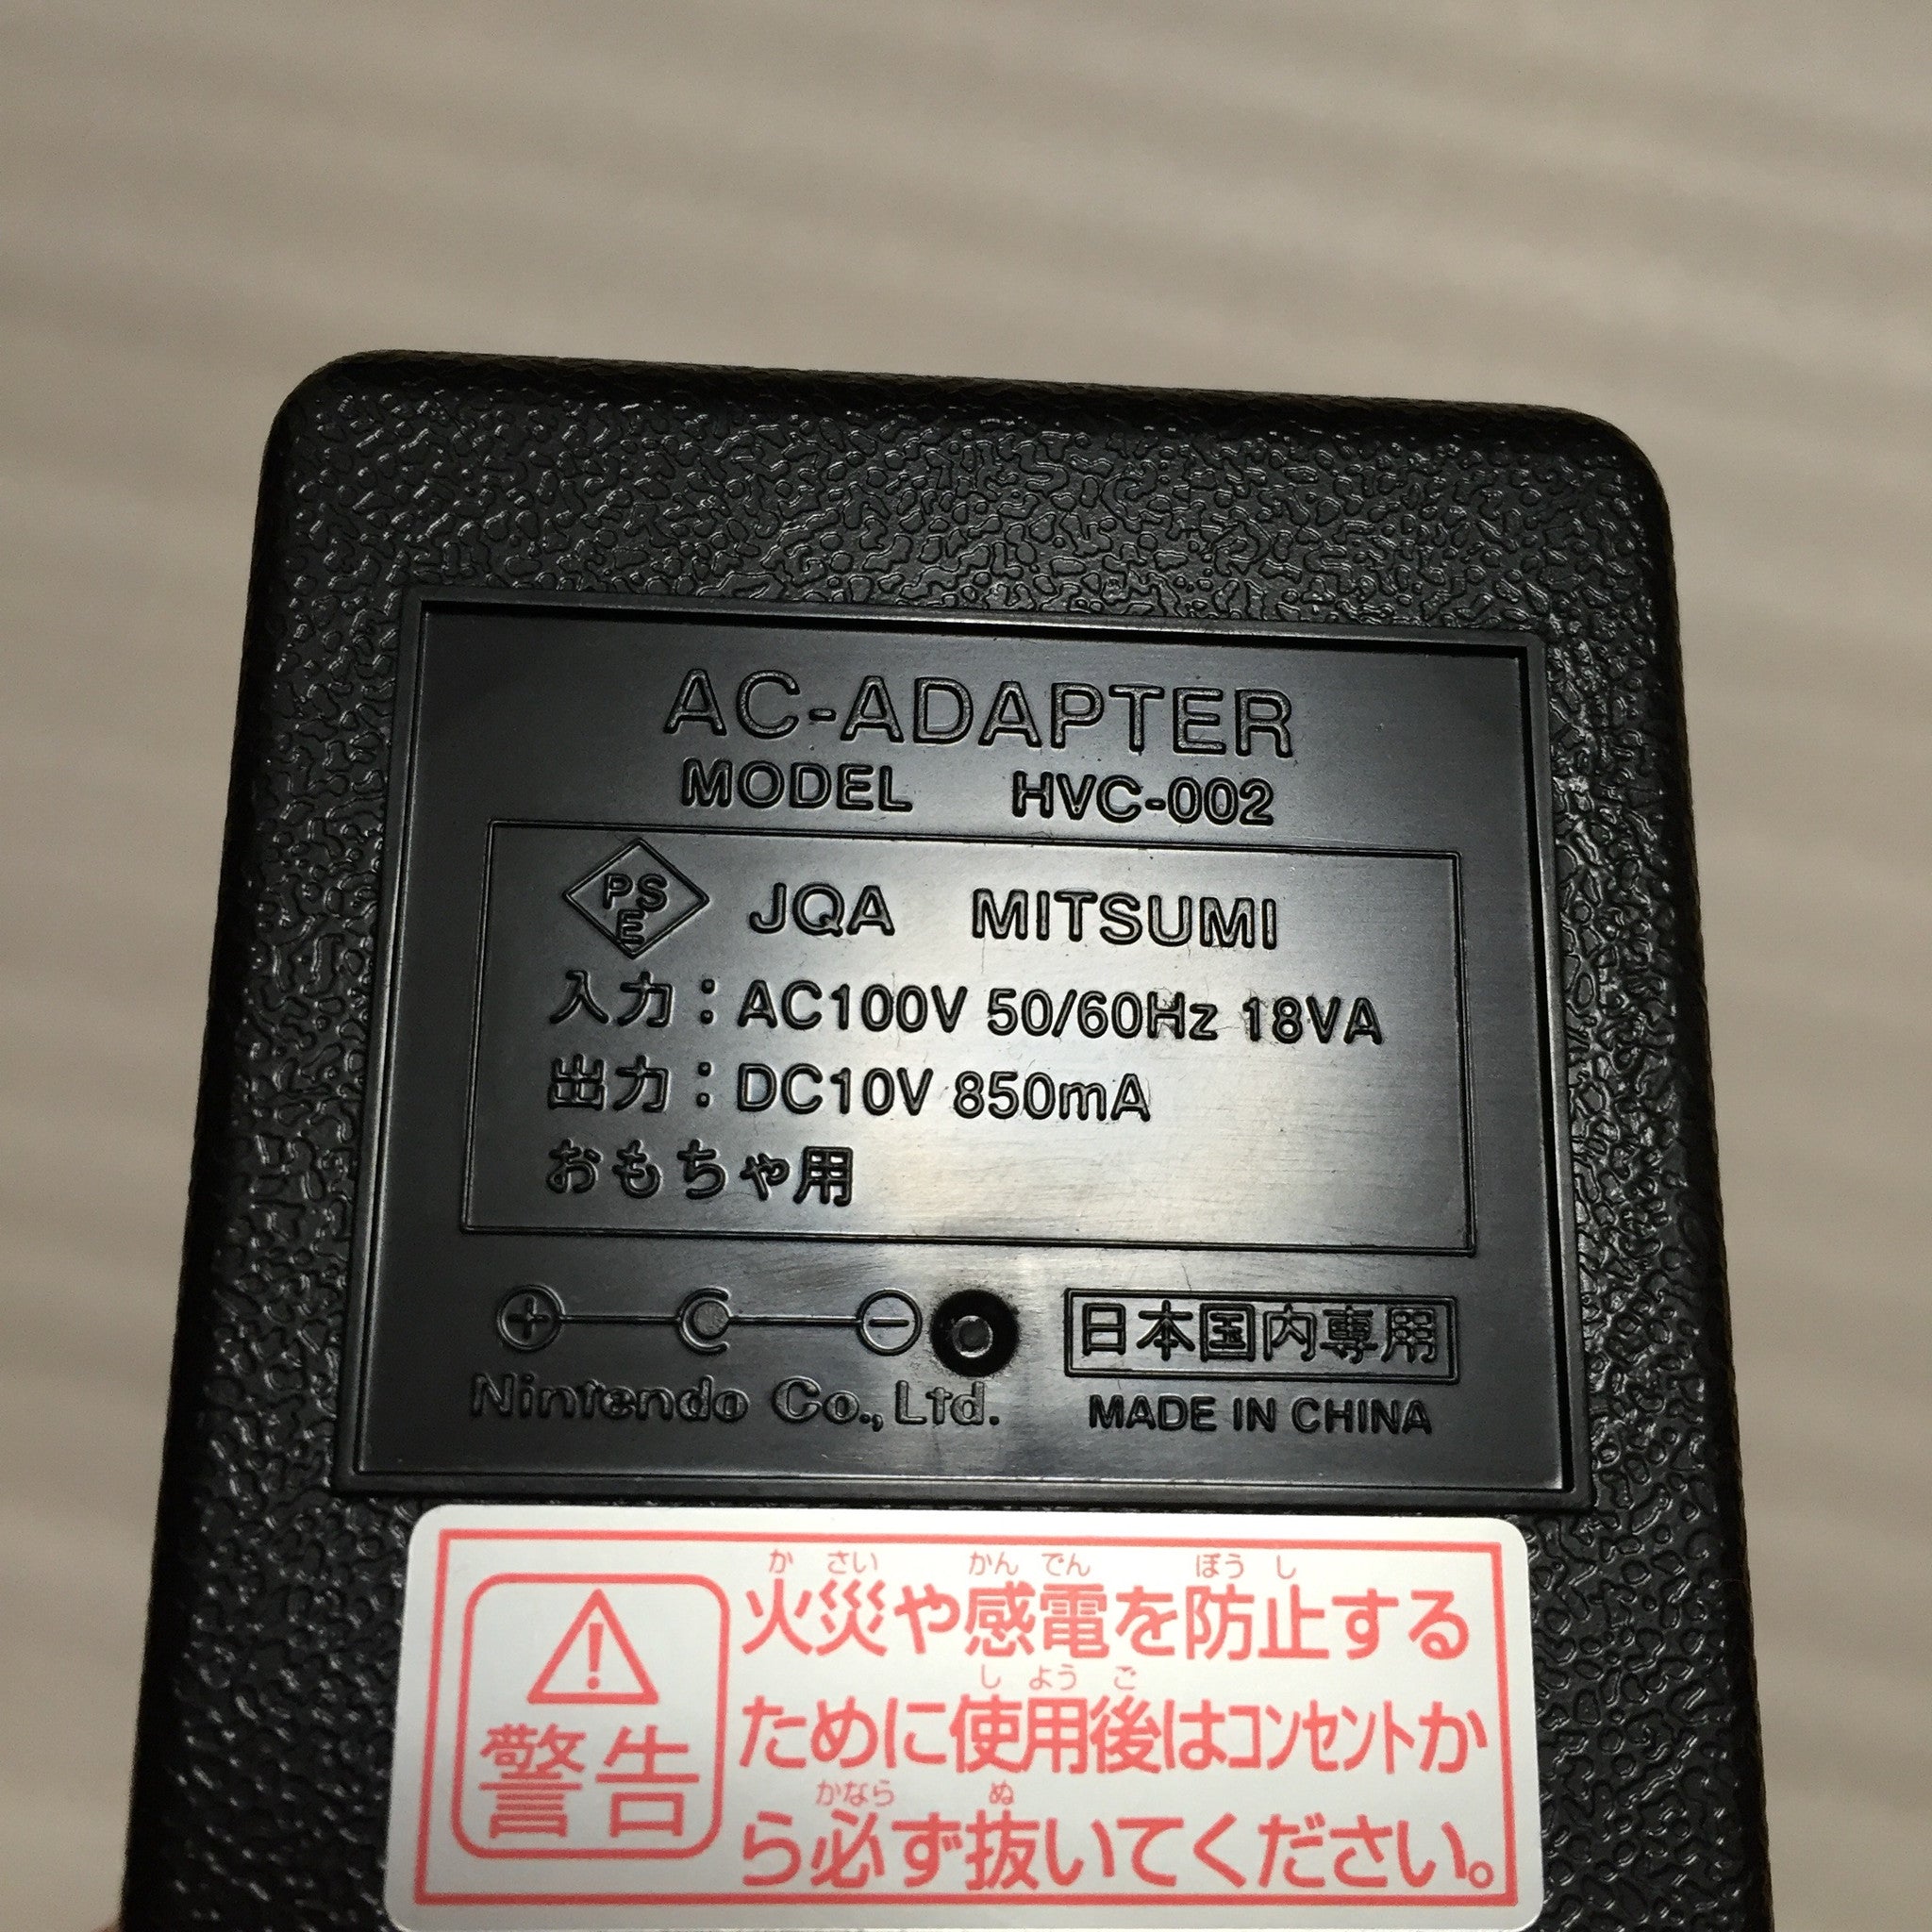 AC-ADAPTER
MODEL HVC-002
PS
E
JQA MITSUMI
入力：AC100V 50/60Hz 18VA
出力：DC10V 850mA
おもちゃ用
日本国内専用
Nintendo Co., Ltd.
MADE IN CHINA
警告
か さい かん でん ぼう し
火災や感電を防止する
し よう ご
ために使用後はコンセントか
かなら ぬ
ら必ず抜いてください。